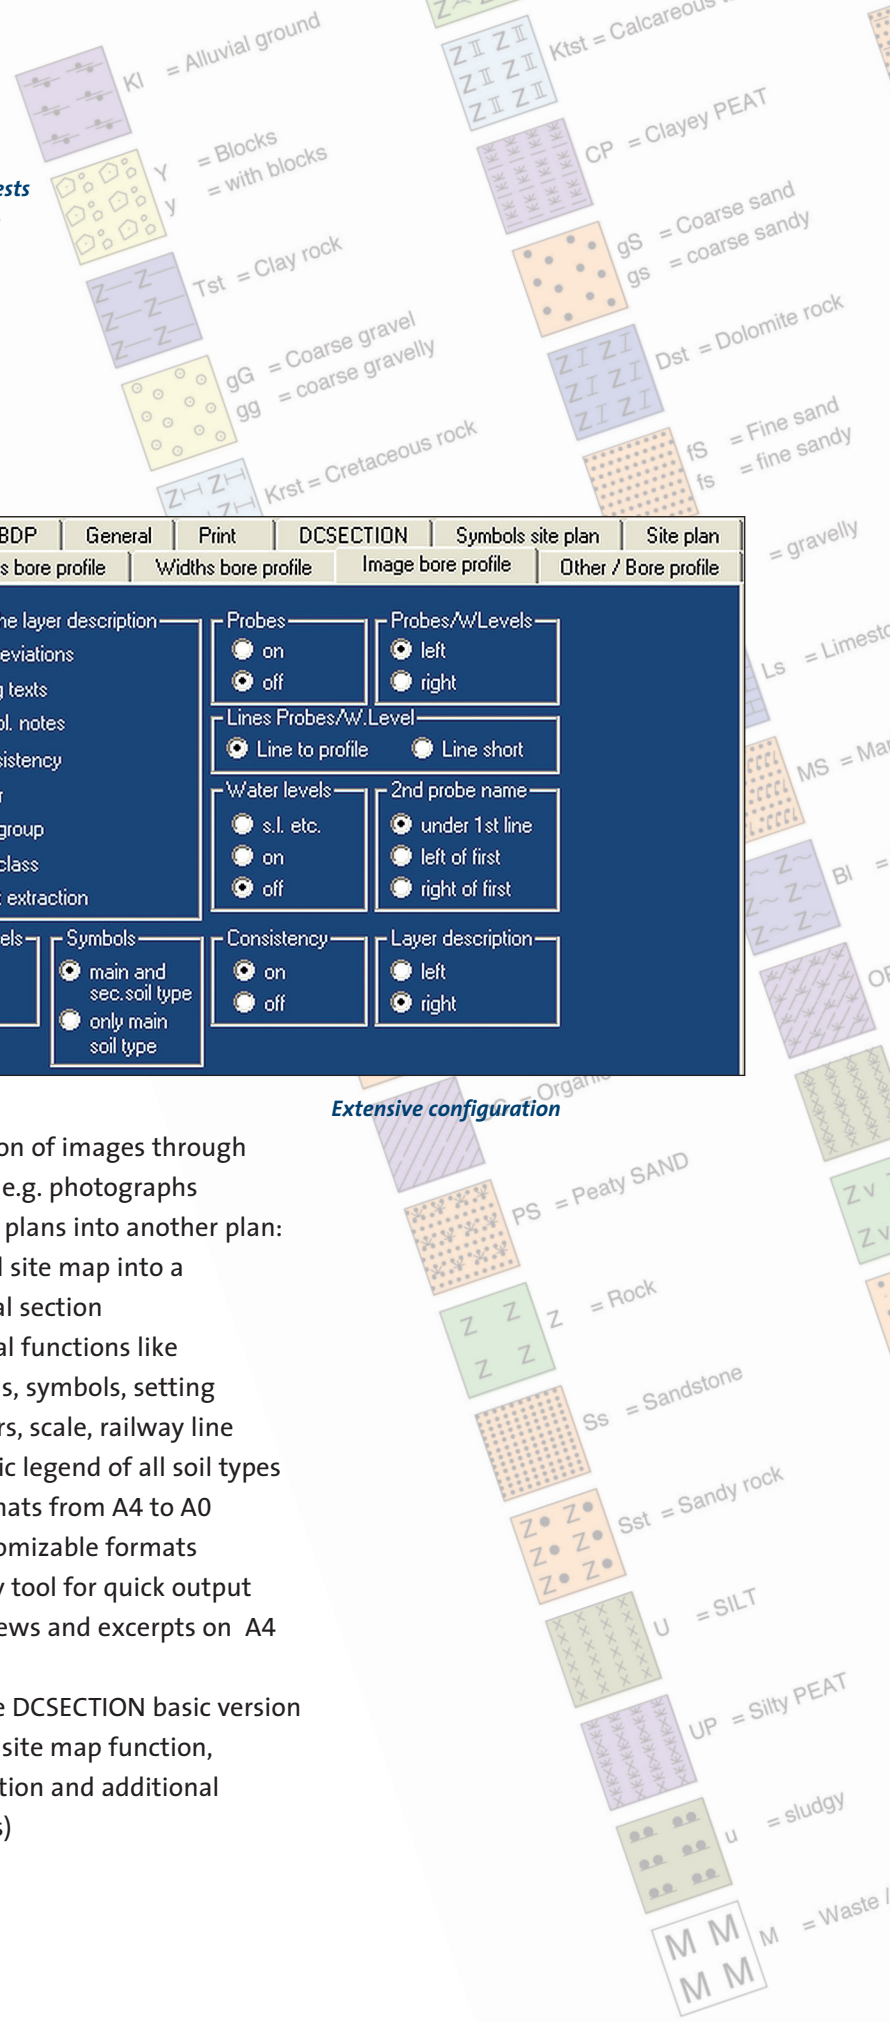 Kl = Alluvial ground
Y = Blocks
y = with blocks
Tst = Clay rock
gG = Coarse gravel
gg = coarse gravelly
Krst = Cretaceous rock
Ktst = Calcareous
CP = Clayey PEAT
gS = Coarse sand
gs = coarse sandy
Dst = Dolomite rock
fS = Fine sand
fs = fine sandy
= gravelly
Ls = Limesto
MS = Mar
Bl =
ests
BDP General Print DCSECTION Symbols site plan Site plan
s bore profile Widths bore profile Image bore profile Other / Bore profile
he layer description
eviations
g texts
ol. notes
sistency
r
group
class
t extraction
Probes
on
off
Probes/WLevels
left
right
Lines Probes/W.Level
Line to profile Line short
Water levels
s.l. etc.
on
off
2nd probe name
under 1st line
left of first
right of first
els
Symbols
main and
sec.soil type
only main
soil type
Consistency
on
off
Layer description
left
right
Extensive configuration
on of images through
e.g. photographs
plans into another plan:
l site map into a
al section
al functions like
s, symbols, setting
rs, scale, railway line
ic legend of all soil types
mats from A4 to A0
omizable formats
y tool for quick output
ews and excerpts on A4
e DCSECTION basic version
site map function,
tion and additional
s)
= Organic
PS = Peaty SAND
Z = Rock
Ss = Sandstone
Sst = Sandy rock
U = SILT
UP = Silty PEAT
u = sludgy
M = Waste /